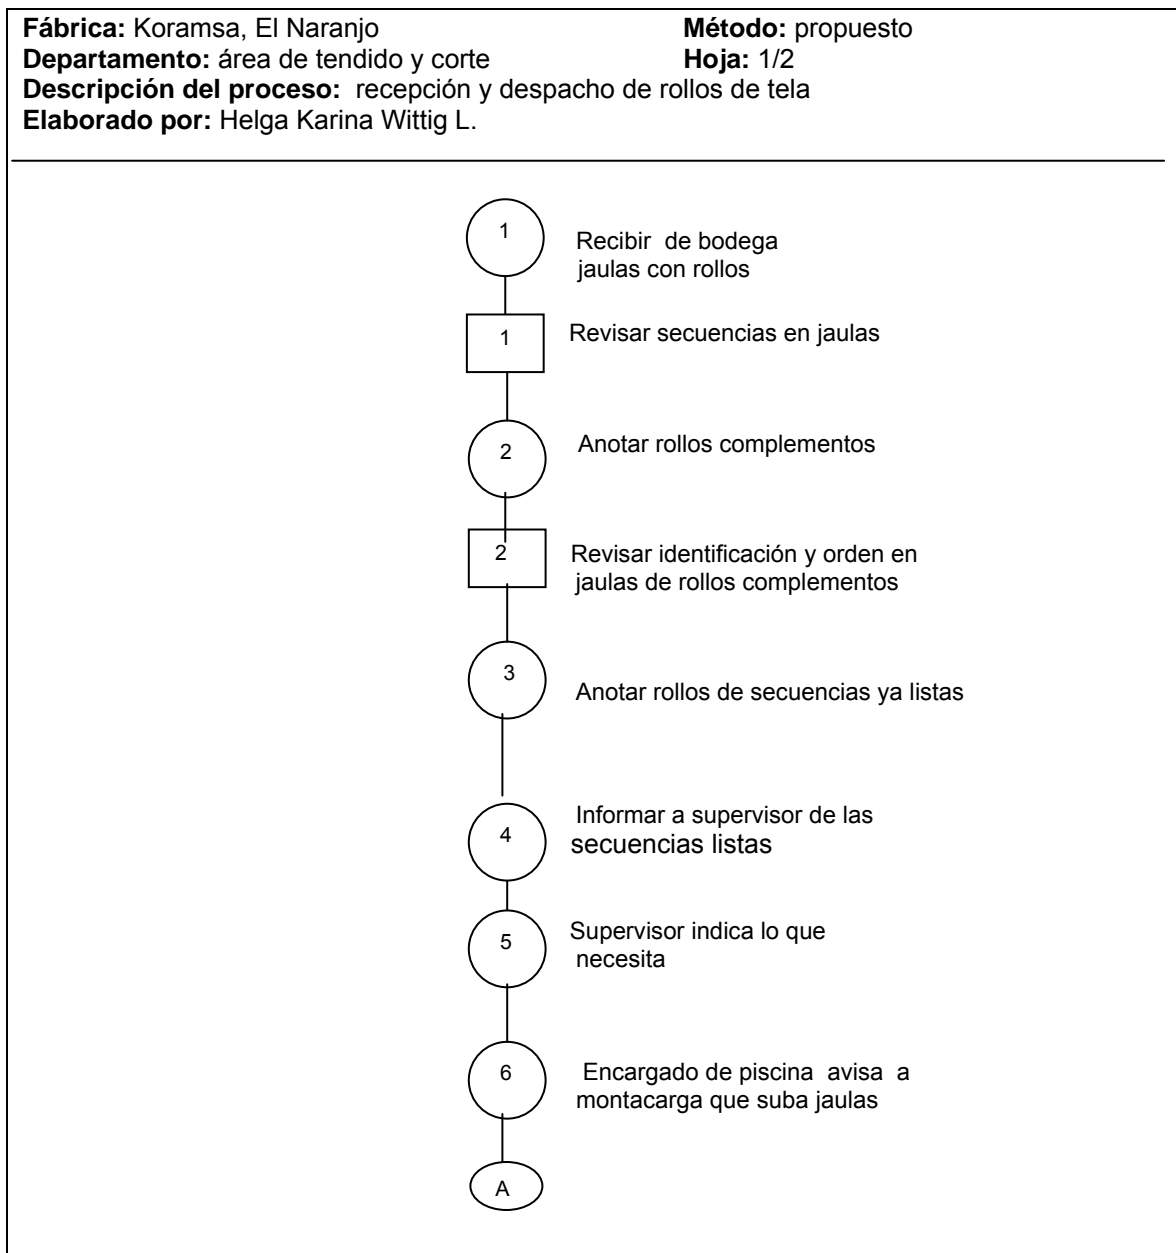 Fábrica: Koramsa, El Naranjo Método: propuesto
Departamento: área de tendido y corte Hoja: 1/2
Descripción del proceso: recepción y despacho de rollos de tela
Elaborado por: Helga Karina Wittig L.
1
Recibir de bodega
jaulas con rollos
1
Revisar secuencias en jaulas
2
Anotar rollos complementos
2
Revisar identificación y orden en
jaulas de rollos complementos
3
Anotar rollos de secuencias ya listas
4
Informar a supervisor de las
secuencias listas
5
Supervisor indica lo que
necesita
6
Encargado de piscina avisa a
montacarga que suba jaulas
A